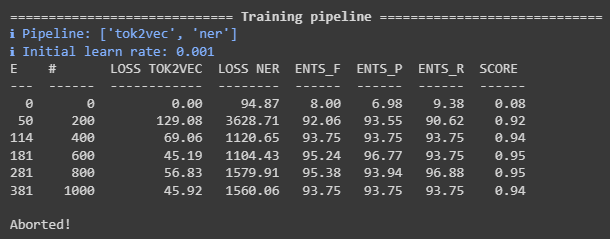 ============================= Training pipeline =============================
ℹ Pipeline: ['tok2vec', 'ner']
ℹ Initial learn rate: 0.001
E    #       LOSS TOK2VEC  LOSS NER  ENTS_F  ENTS_P  ENTS_R  SCORE
---  ------  ------------  --------  ------  ------  ------  ------
  0       0          0.00     94.87    8.00    6.98    9.38    0.08
 50     200        129.08   3628.71   92.06   93.55   90.62    0.92
114     400         69.06   1120.65   93.75   93.75   93.75    0.94
181     600         45.19   1104.43   95.24   96.77   93.75    0.95
281     800         56.83   1579.91   95.38   93.94   96.88    0.95
381    1000         45.92   1560.06   93.75   93.75   93.75    0.94
Aborted!